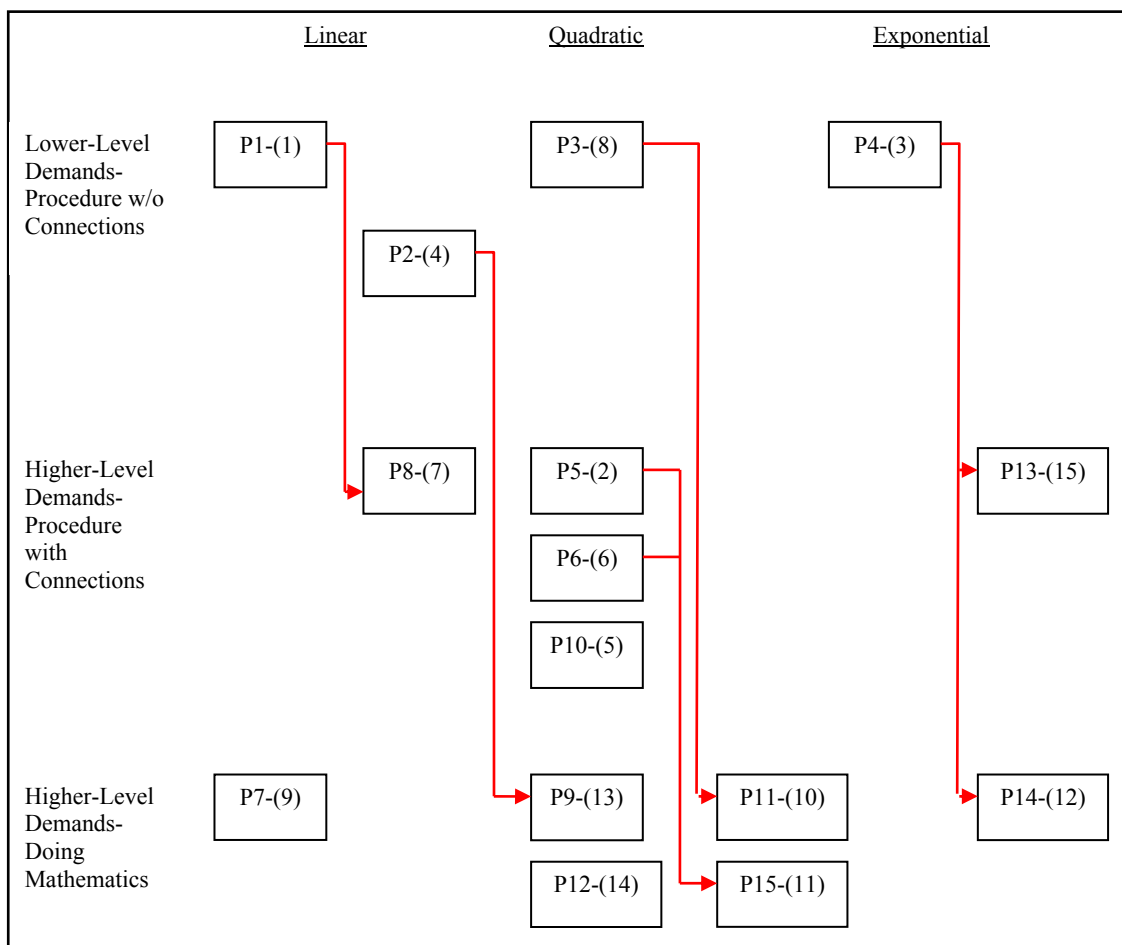 Linear
Quadratic
Exponential
Lower-Level
Demands-
Procedure w/o
Connections
P1-(1)
P3-(8)
P4-(3)
P2-(4)
Higher-Level
Demands-
Procedure
with
Connections
P8-(7)
P5-(2)
P13-(15)
P6-(6)
P10-(5)
Higher-Level
Demands-
Doing
Mathematics
P7-(9)
P9-(13)
P11-(10)
P14-(12)
P12-(14)
P15-(11)